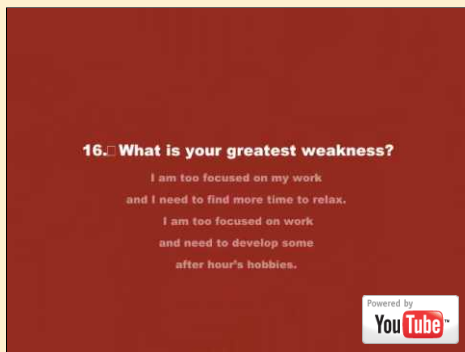 16. What is your greatest weakness?
I am too focused on my work
and I need to find more time to relax.
I am too focused on work
and need to develop some
after hour's hobbies.
Powered by
YouTube™